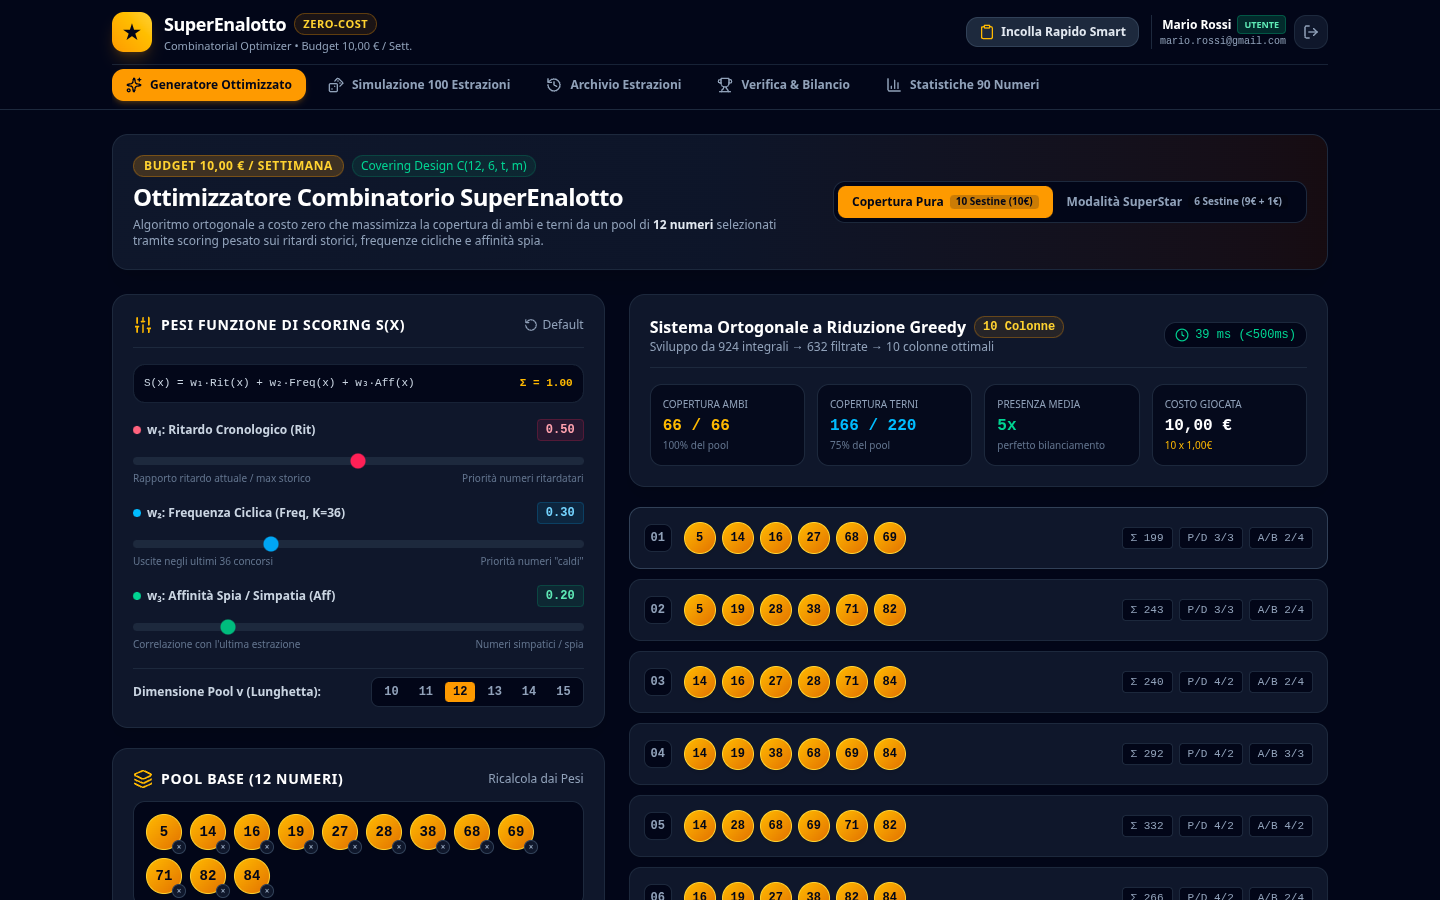 ★ SuperEnalotto ZERO-COST
Combinatorial Optimizer • Budget 10,00 € / Sett.
Incolla Rapido Smart
Mario Rossi UTENTE
mario.rossi@gmail.com
Generatore Ottimizzato Simulazione 100 Estrazioni Archivio Estrazioni Verifica & Bilancio Statistiche 90 Numeri
BUDGET 10,00 € / SETTIMANA Covering Design C(12, 6, t, m)
Ottimizzatore Combinatorio SuperEnalotto
Algoritmo ortogonale a costo zero che massimizza la copertura di ambi e terni da un pool di 12 numeri selezionati
tramite scoring pesato sui ritardi storici, frequenze cicliche e affinità spia.
Copertura Pura 10 Sestine (10€) Modalità SuperStar 6 Sestine (9€ + 1€)
PESI FUNZIONE DI SCORING S(X) Default
S(x) = w₁·Rit(x) + w₂·Freq(x) + w₃·Aff(x) Σ = 1.00
w₁: Ritardo Cronologico (Rit) 0.50
Rapporto ritardo attuale / max storico Priorità numeri ritardatari
w₂: Frequenza Ciclica (Freq, K=36) 0.30
Uscite negli ultimi 36 concorsi Priorità numeri "caldi"
w₃: Affinità Spia / Simpatia (Aff) 0.20
Correlazione con l'ultima estrazione Numeri simpatici / spia
Dimensione Pool v (Lunghetta): 10 11 12 13 14 15
POOL BASE (12 NUMERI) Ricalcola dai Pesi
5 × 14 × 16 × 19 × 27 × 28 × 38 × 68 × 69 ×
71 × 82 × 84 ×
Sistema Ortogonale a Riduzione Greedy 10 Colonne
Sviluppo da 924 integrali → 632 filtrate → 10 colonne ottimali
39 ms (<500ms)
COPERTURA AMBI
66 / 66
100% del pool
COPERTURA TERNI
166 / 220
75% del pool
PRESENZA MEDIA
5x
perfetto bilanciamento
COSTO GIOCATA
10,00 €
10 x 1,00€
01 5 14 16 27 68 69 Σ 199 P/D 3/3 A/B 2/4
02 5 19 28 38 71 82 Σ 243 P/D 3/3 A/B 2/4
03 14 16 27 28 71 84 Σ 240 P/D 4/2 A/B 2/4
04 14 19 38 68 69 84 Σ 292 P/D 4/2 A/B 3/3
05 14 28 68 69 71 82 Σ 332 P/D 4/2 A/B 4/2
06 16 19 27 38 82 84 Σ 266 P/D 4/2 A/B 2/4